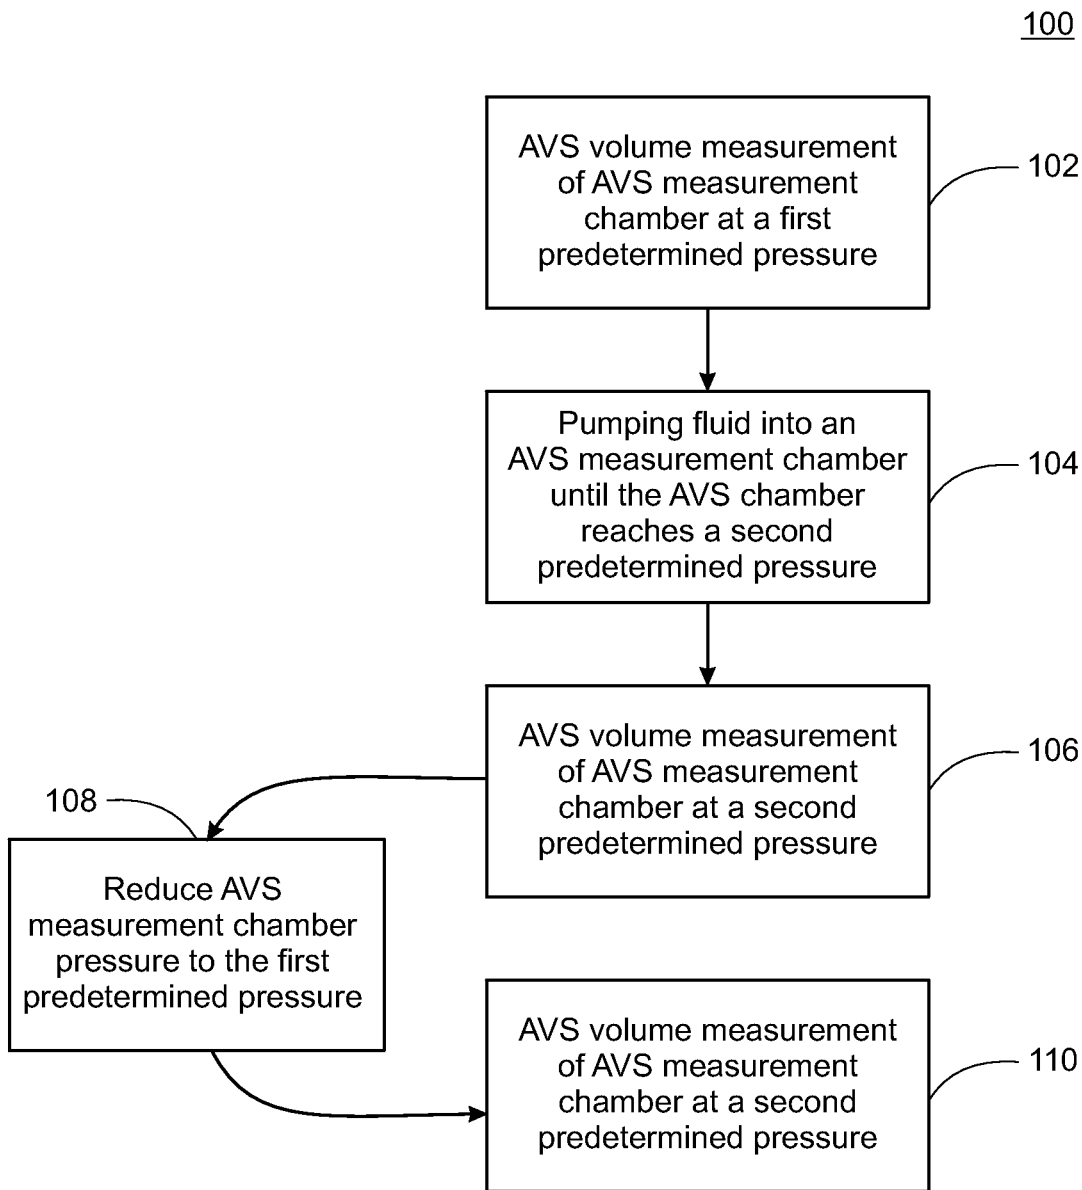 100
AVS volume measurement
of AVS measurement
chamber at a first
predetermined pressure
102
Pumping fluid into an
AVS measurement chamber
until the AVS chamber
reaches a second
predetermined pressure
104
AVS volume measurement
of AVS measurement
chamber at a second
predetermined pressure
106
108
Reduce AVS
measurement chamber
pressure to the first
predetermined pressure
AVS volume measurement
of AVS measurement
chamber at a second
predetermined pressure
110